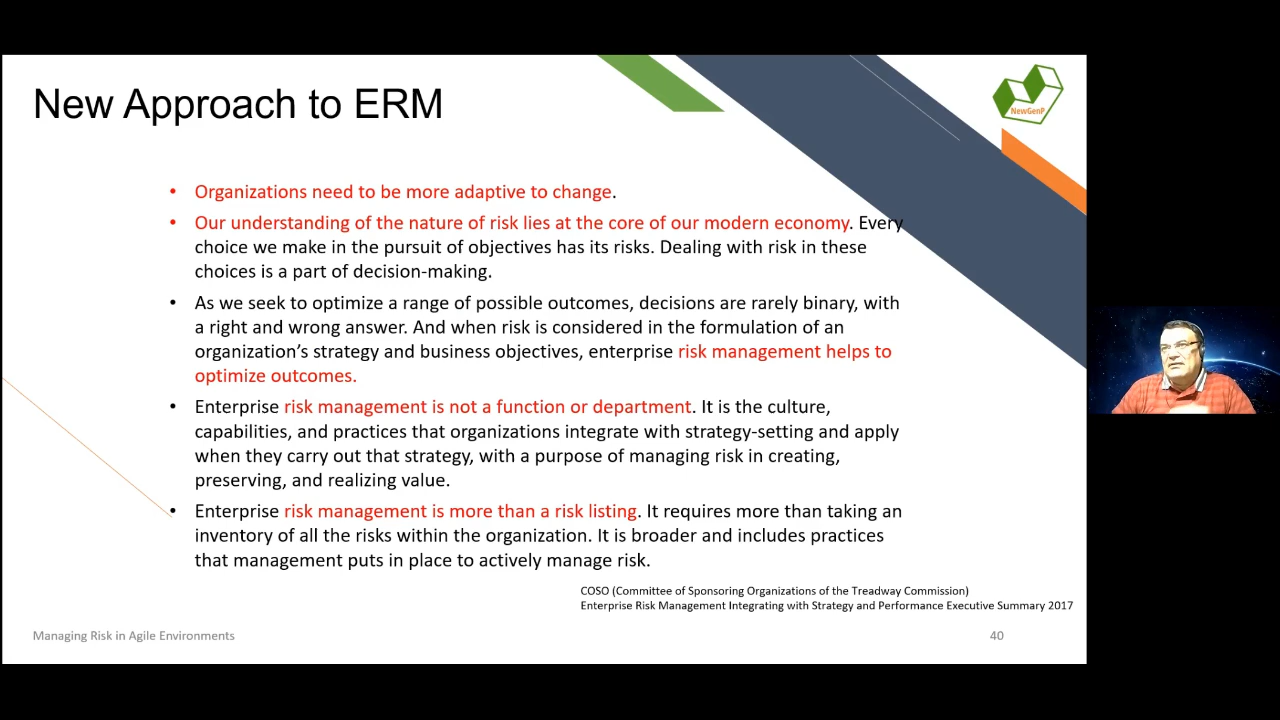 New Approach to ERM
NewGenP
• Organizations need to be more adaptive to change.
• Our understanding of the nature of risk lies at the core of our modern economy. Every
choice we make in the pursuit of objectives has its risks. Dealing with risk in these
choices is a part of decision-making.
• As we seek to optimize a range of possible outcomes, decisions are rarely binary, with
a right and wrong answer. And when risk is considered in the formulation of an
organization’s strategy and business objectives, enterprise risk management helps to
optimize outcomes.
• Enterprise risk management is not a function or department. It is the culture,
capabilities, and practices that organizations integrate with strategy-setting and apply
when they carry out that strategy, with a purpose of managing risk in creating,
preserving, and realizing value.
• Enterprise risk management is more than a risk listing. It requires more than taking an
inventory of all the risks within the organization. It is broader and includes practices
that management puts in place to actively manage risk.
COSO (Committee of Sponsoring Organizations of the Treadway Commission)
Enterprise Risk Management Integrating with Strategy and Performance Executive Summary 2017
Managing Risk in Agile Environments
40